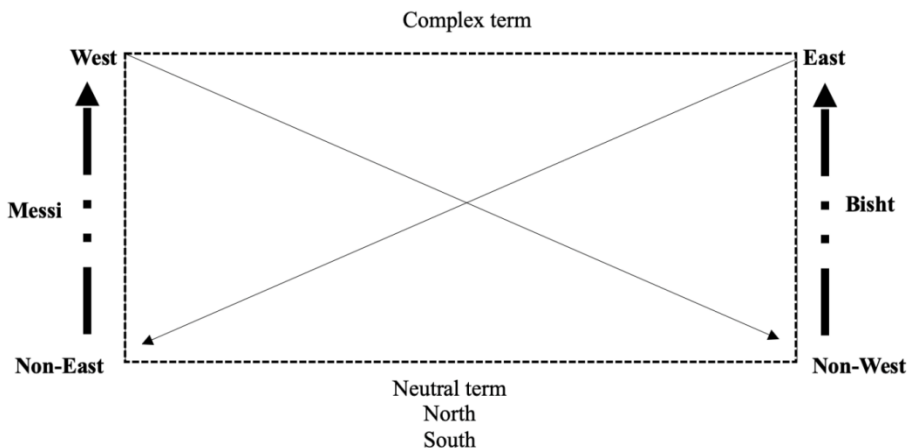 Complex term
West
East
Messi
Bisht
Non-East
Non-West
Neutral term
North
South